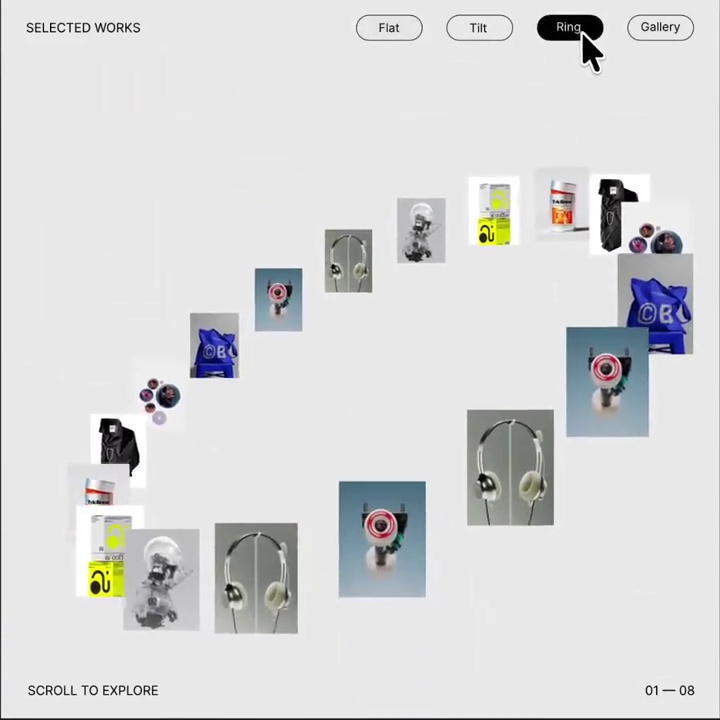 SELECTED WORKS
Flat
Tilt
Ring
Gallery
©B
©B
SCROLL TO EXPLORE
01 — 08